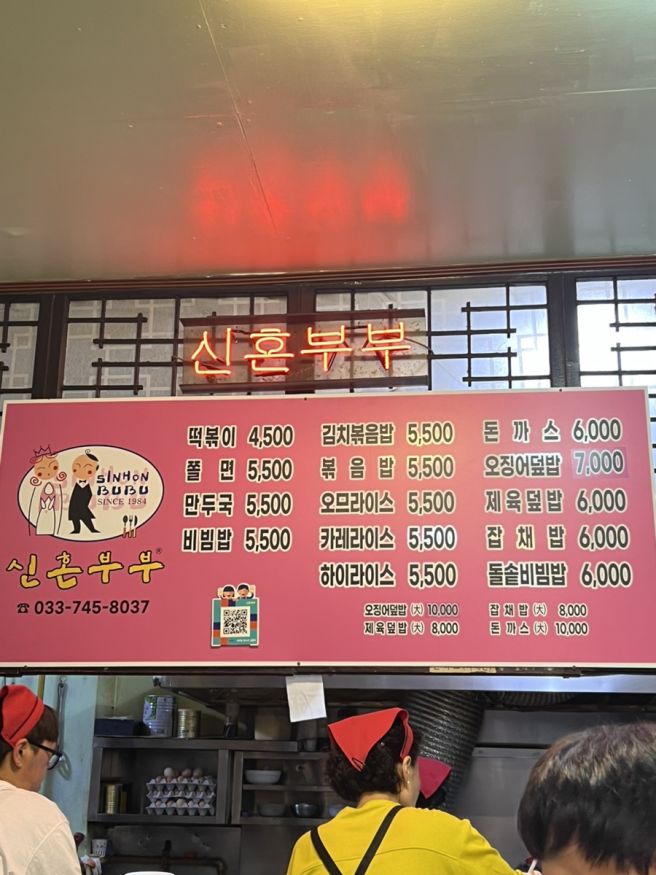 신혼부부
SINHON
BUBU
SINCE 1984
신혼부부®
☎ 033-745-8037
떡볶이 4,500
쫄 면 5,500
만두국 5,500
비빔밥 5,500
김치볶음밥 5,500
볶 음 밥 5,500
오므라이스 5,500
카레라이스 5,500
하이라이스 5,500
돈 까 스 6,000
오징어덮밥 7,000
제육덮밥 6,000
잡 채 밥 6,000
돌솥비빔밥 6,000
오징어덮밥 (大) 10,000
제육덮밥 (大) 8,000
잡채밥 (大) 8,000
돈까스 (大) 10,000